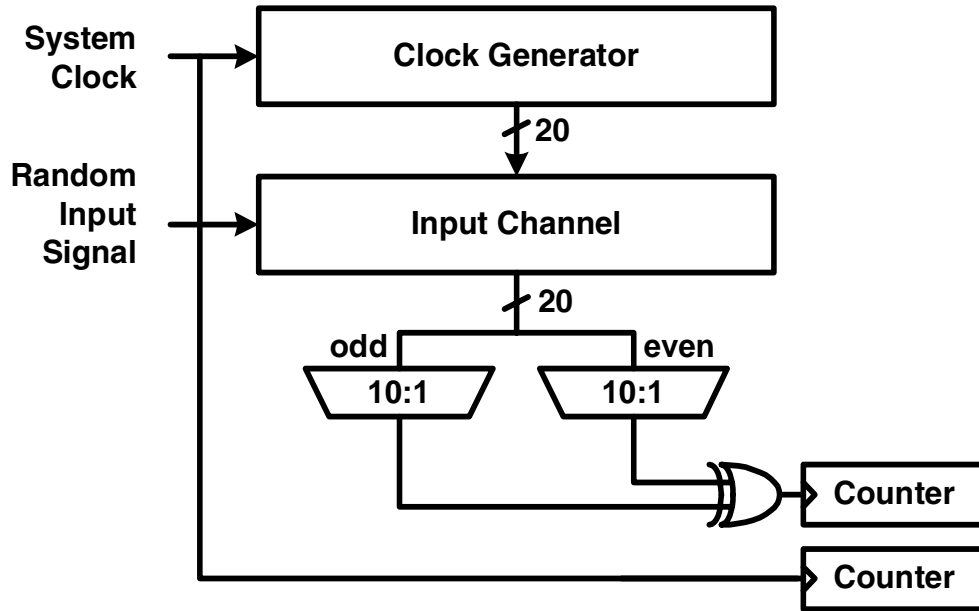 System
Clock
Clock Generator
20
Random
Input
Signal
Input Channel
20
odd
even
10:1
10:1
Counter
Counter